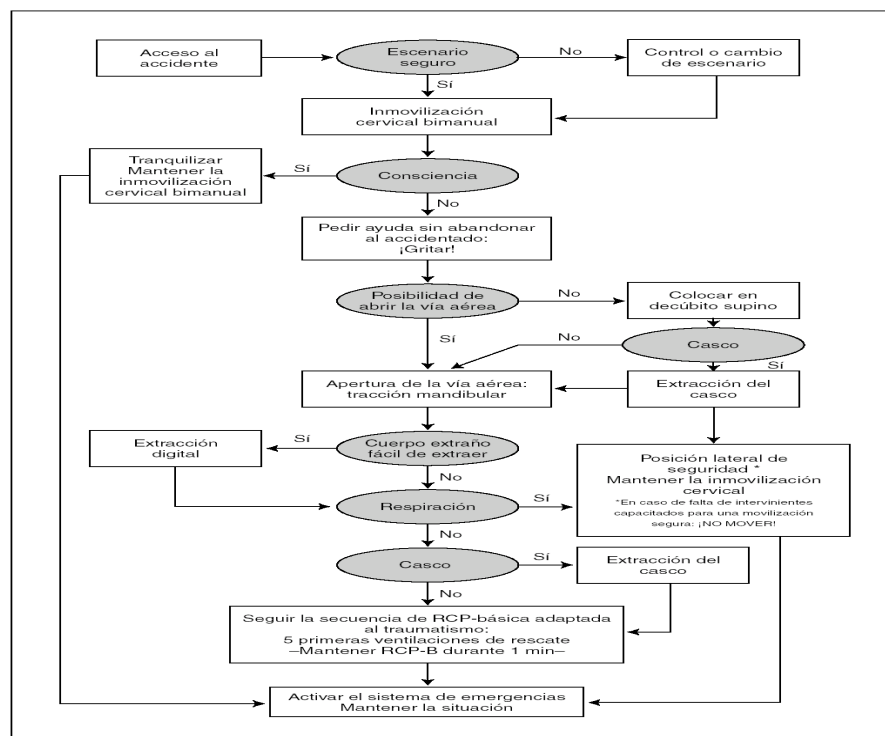 Acceso al
accidente
Escenario
seguro
No
Control o cambio
de escenario
Sí
Inmovilización
cervical bimanual
Tranquilizar
Mantener la
inmovilización
cervical bimanual
Sí
Consciencia
No
Pedir ayuda sin abandonar
al accidentado:
¡Gritar!
Posibilidad de
abrir la vía aérea
No
Colocar en
decúbito supino
Sí
No
Casco
Sí
Apertura de la vía aérea:
tracción mandibular
Extracción del
casco
Extracción
digital
Sí
Cuerpo extraño
fácil de extraer
No
Posición lateral de
seguridad *
Mantener la inmovilización
cervical
*En caso de falta de intervinientes
capacitados para una movilización
segura: ¡NO MOVER!
Respiración
Sí
No
Casco
Sí
Extracción del
casco
No
Seguir la secuencia de RCP-básica adaptada
al traumatismo:
5 primeras ventilaciones de rescate
–Mantener RCP-B durante 1 min–
Activar el sistema de emergencias
Mantener la situación